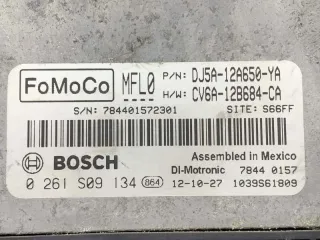 FoMoCo MFL0 P/N: DJ5A-12A650-YA
H/W: CV6A-12B684-CA
S/N: 784401572301 SITE: S66FF
BOSCH Assembled in Mexico
DI-Motronic 7844 0157
0 261 S09 134 864 12-10-27 1039S61809